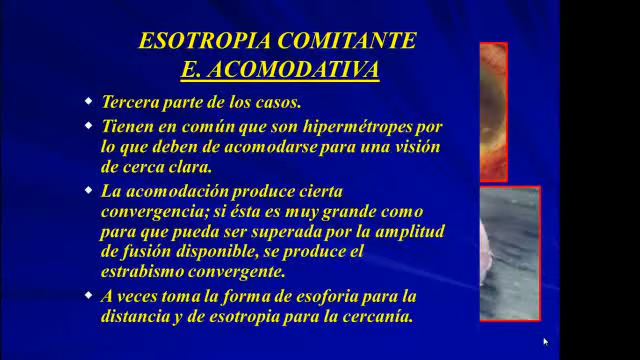 ESOTROPIA COMITANTE
E. ACOMODATIVA
Tercera parte de los casos.
Tienen en común que son hipermétropes por
lo que deben de acomodarse para una visión
de cerca clara.
La acomodación produce cierta
convergencia; si ésta es muy grande como
para que pueda ser superada por la amplitud
de fusión disponible, se produce el
estrabismo convergente.
A veces toma la forma de esoforia para la
distancia y de esotropia para la cercanía.